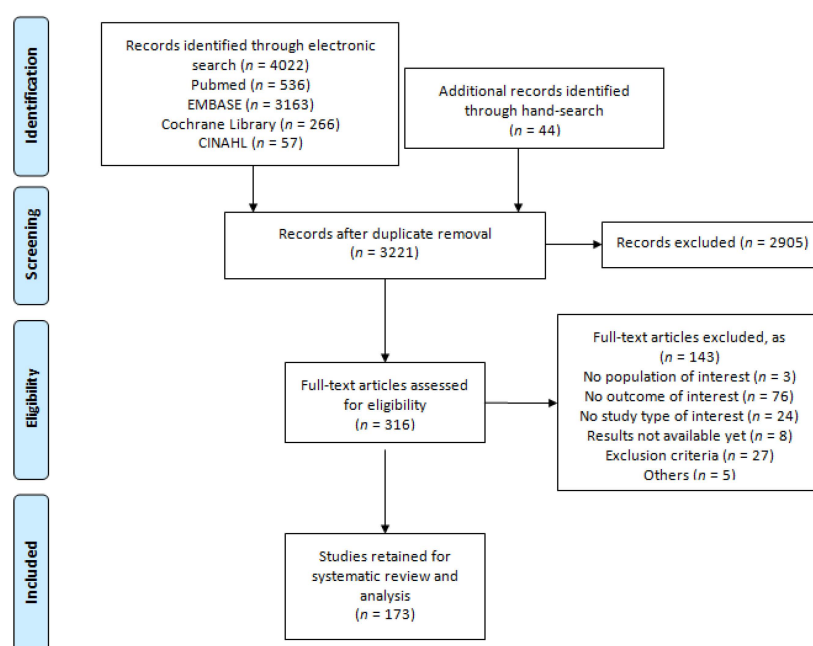 Identification
Records identified through electronic
search (n = 4022)
Pubmed (n = 536)
EMBASE (n = 3163)
Cochrane Library (n = 266)
CINAHL (n = 57)
Additional records identified
through hand-search
(n = 44)
Screening
Records after duplicate removal
(n = 3221)
Records excluded (n = 2905)
Eligibility
Full-text articles assessed
for eligibility
(n = 316)
Full-text articles excluded, as
(n = 143)
No population of interest (n = 3)
No outcome of interest (n = 76)
No study type of interest (n = 24)
Results not available yet (n = 8)
Exclusion criteria (n = 27)
Others (n = 5)
Included
Studies retained for
systematic review and
analysis
(n = 173)